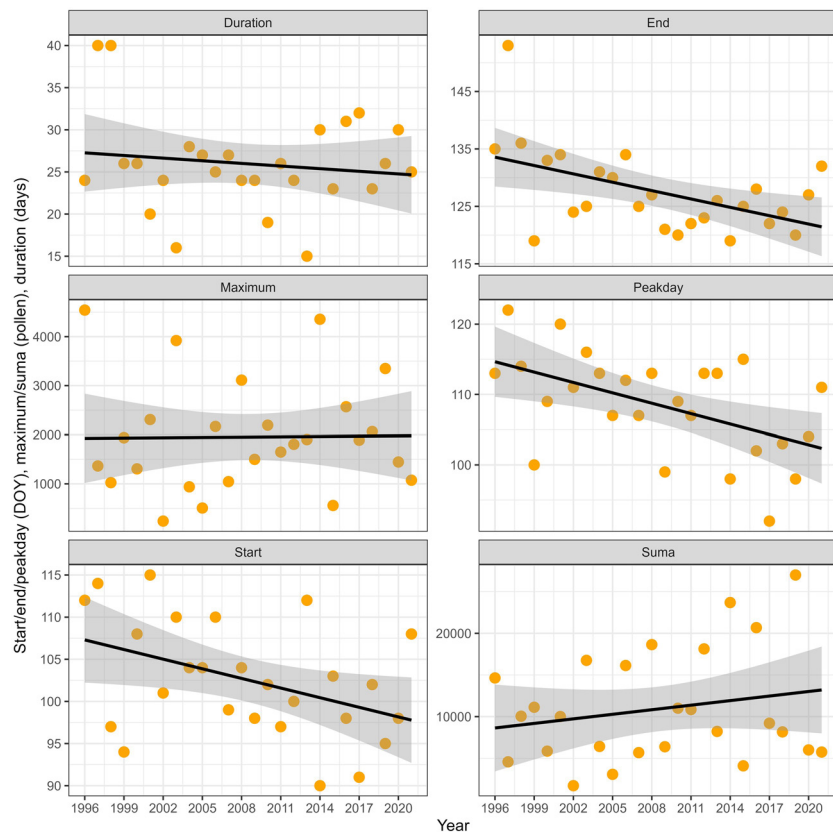 Duration
End
40
35
30
25
20
15
145
135
125
115
Maximum
Peakday
4000
3000
2000
1000
120
110
100
Start
Suma
115
110
105
100
95
90
20000
10000
1996 1999 2002 2005 2008 2011 2014 2017 2020
1996 1999 2002 2005 2008 2011 2014 2017 2020
Year
Start/end/peakday (DOY), maximum/suma (pollen), duration (days)